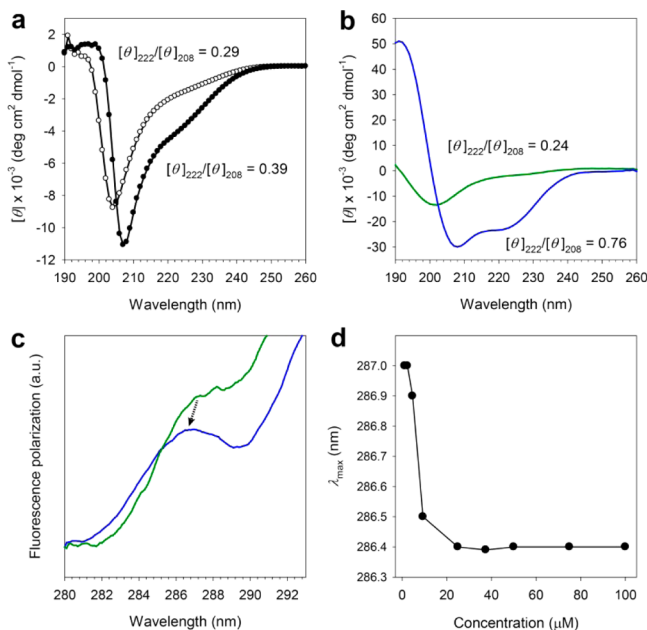 a
[θ]222/[θ]208 = 0.29
[θ]222/[θ]208 = 0.39
2
0
-2
-4
-6
-8
-10
-12
190 200 210 220 230 240 250 260
[θ] x 10⁻³ (deg cm² dmol⁻¹)
Wavelength (nm)
b
[θ]222/[θ]208 = 0.24
[θ]222/[θ]208 = 0.76
60
50
40
30
20
10
0
-10
-20
-30
190 200 210 220 230 240 250 260
[θ] x 10⁻³ (deg cm² dmol⁻¹)
Wavelength (nm)
c
Fluorescence polarization (a.u.)
280 282 284 286 288 290 292
Wavelength (nm)
d
287.0
286.9
286.8
286.7
286.6
286.5
286.4
286.3
λmax (nm)
0 20 40 60 80 100
Concentration (μM)